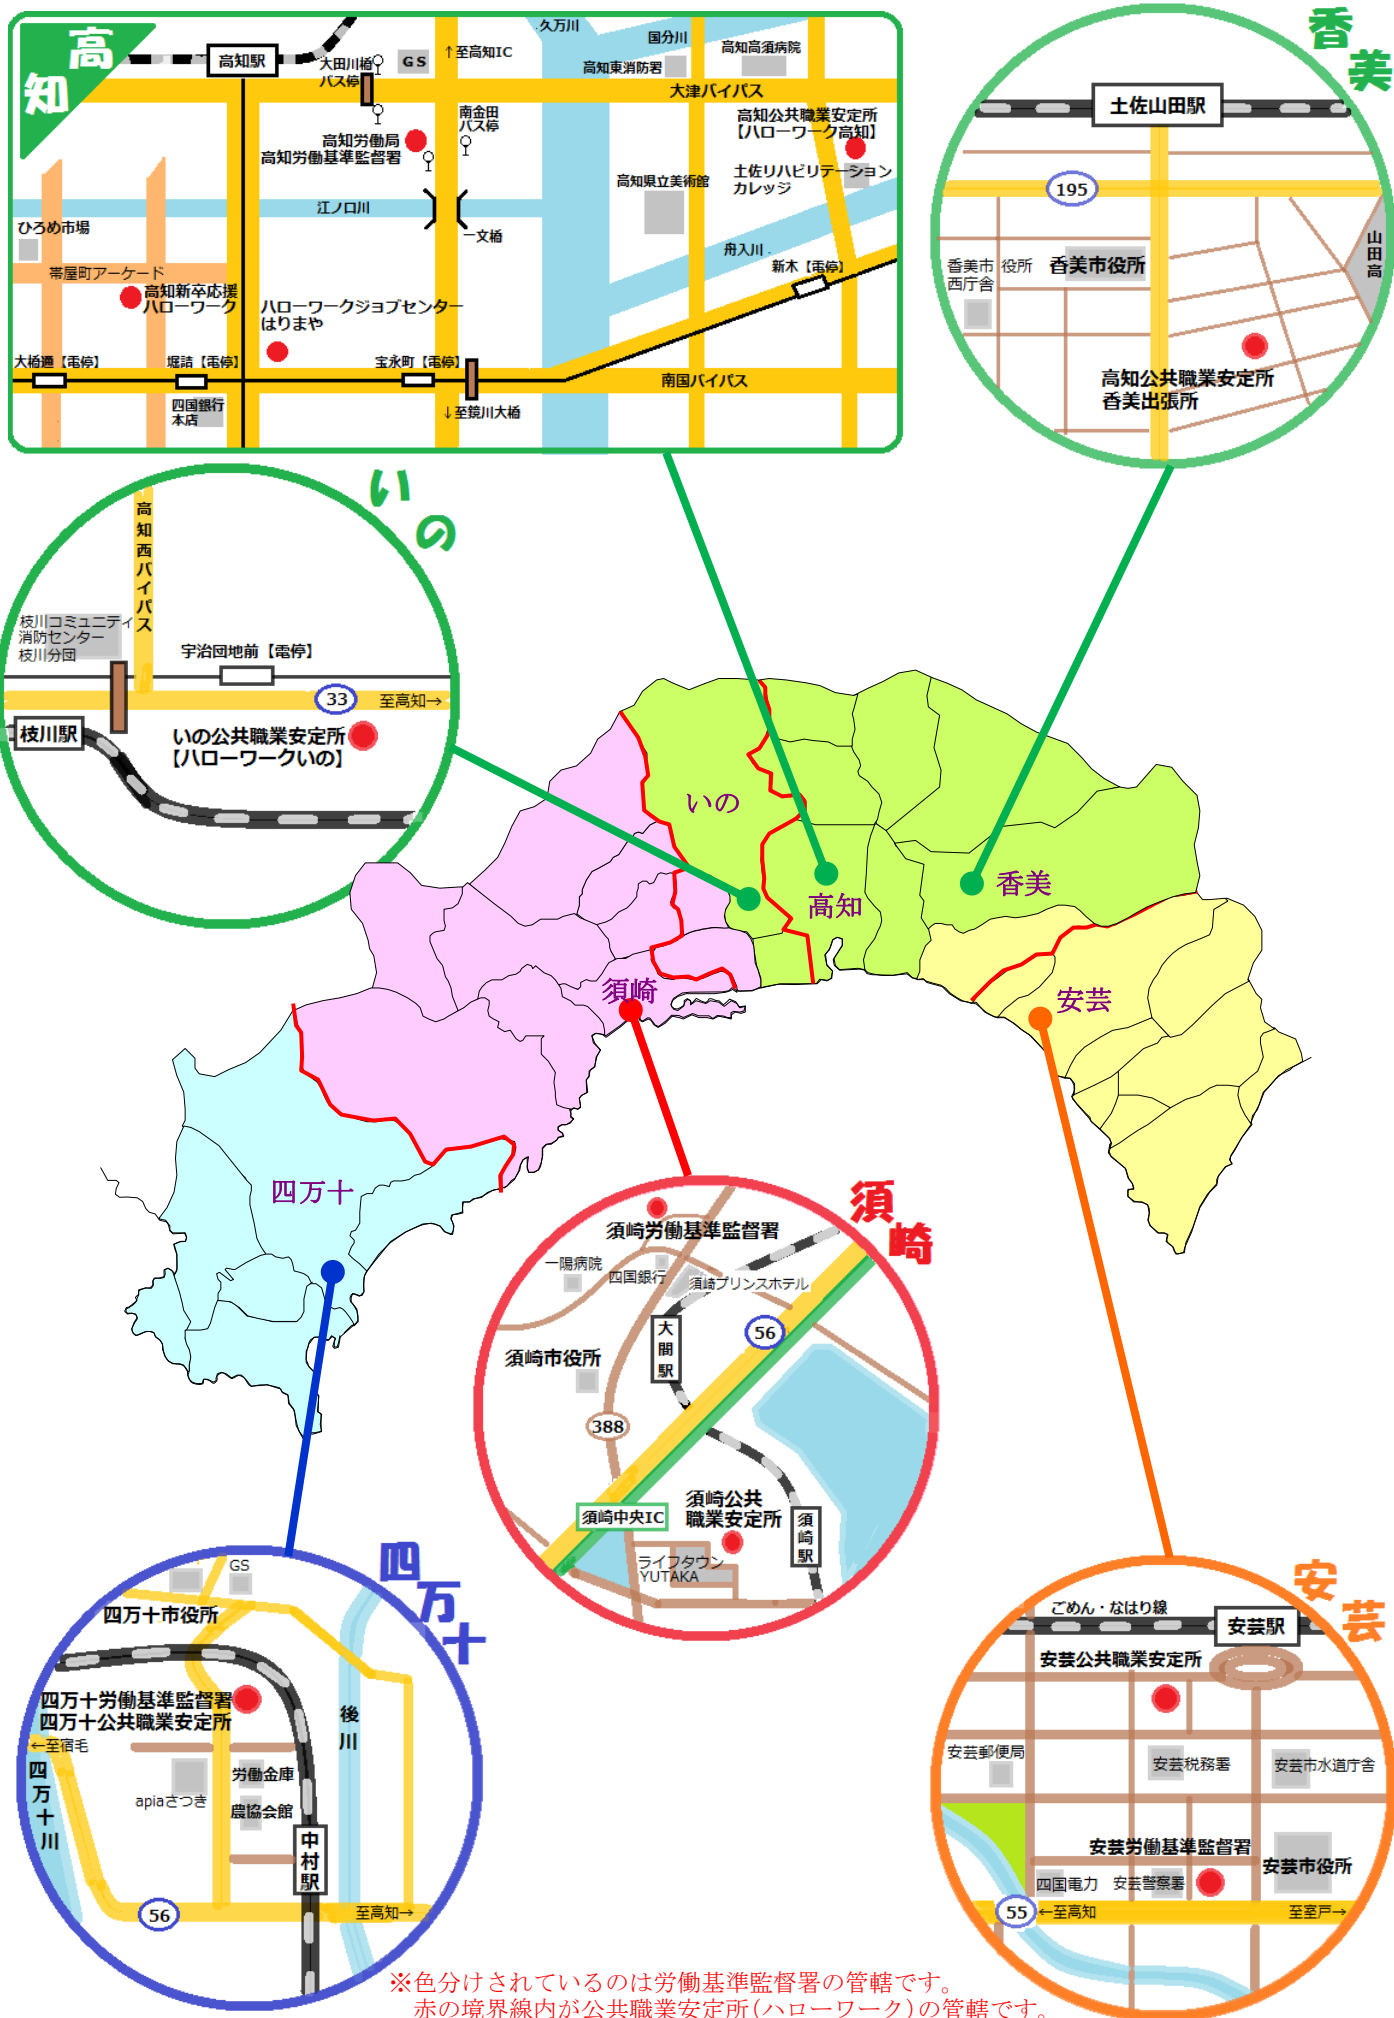 高知
高知駅
大田川橋
バス停
GS
↑至高知IC
久万川
国分川
高知高須病院
高知東消防署
大津バイパス
南金田
バス停
高知労働局
高知労働基準監督署
高知公共職業安定所
【ハローワーク高知】
土佐リハビリテーション
カレッジ
高知県立美術館
江ノ口川
一文橋
舟入川
新木【電停】
ひろめ市場
帯屋町アーケード
高知新卒応援
ハローワーク
ハローワークジョブセンター
はりまや
大橋通【電停】
堀詰【電停】
宝永町【電停】
南国バイパス
四国銀行
本店
↓至鏡川大橋
香美
土佐山田駅
195
山田高
香美市 役所
西庁舎
香美市役所
高知公共職業安定所
香美出張所
いの
高知西バイパス
枝川コミュニティ
消防センター
枝川分団
宇治団地前【電停】
33
至高知→
枝川駅
いの公共職業安定所
【ハローワークいの】
いの
高知
香美
須崎
安芸
四万十
須崎
須崎労働基準監督署
一陽病院
四国銀行
須崎プリンスホテル
大間駅
56
須崎市役所
388
須崎中央IC
須崎公共
職業安定所
須崎駅
ライフタウン
YUTAKA
四万十
GS
四万十市役所
四万十労働基準監督署
四万十公共職業安定所
←至宿毛
後川
四万十川
労働金庫
apiaさつき
農協会館
中村駅
56
至高知→
安芸
ごめん・なはり線
安芸駅
安芸公共職業安定所
安芸郵便局
安芸税務署
安芸市水道庁舎
安芸労働基準監督署
安芸市役所
四国電力
安芸警察署
55
←至高知
至室戸→
※色分けされているのは労働基準監督署の管轄です。
赤の境界線内が公共職業安定所(ハローワーク)の管轄です。